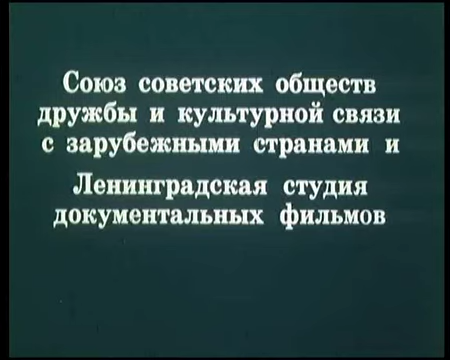 Союз советских обществ
дружбы и культурной связи
с зарубежными странами и
Ленинградская студия
документальных фильмов